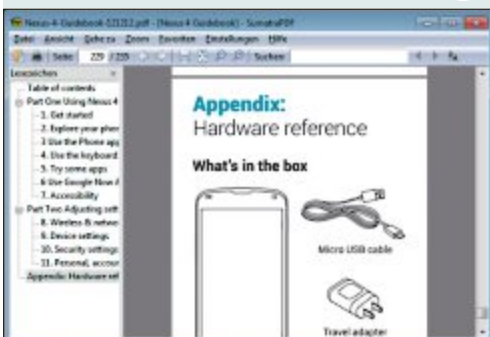 Nexus-4-Guidebook-121212.pdf - [Nexus 4 Guidebook] - SumatraPDF
Datei Ansicht Gehe zu Zoom Favoriten Einstellungen Hilfe
Seite: 229 / 235 Suchen:
Lesezeichen
Table of contents
Part One Using Nexus 4
1. Get started
2. Explore your phon
3 Use the Phone app
4. Use the keyboard
5. Try some apps
6 Use Google Now
7. Accessibility
Part Two Adjusting sett
8. Wireless & networ
9. Device settings
10. Security settings
11. Personal, accoun
Appendix: Hardware ref
Appendix:
Hardware reference
What's in the box
Micro USB cable
Travel adapter